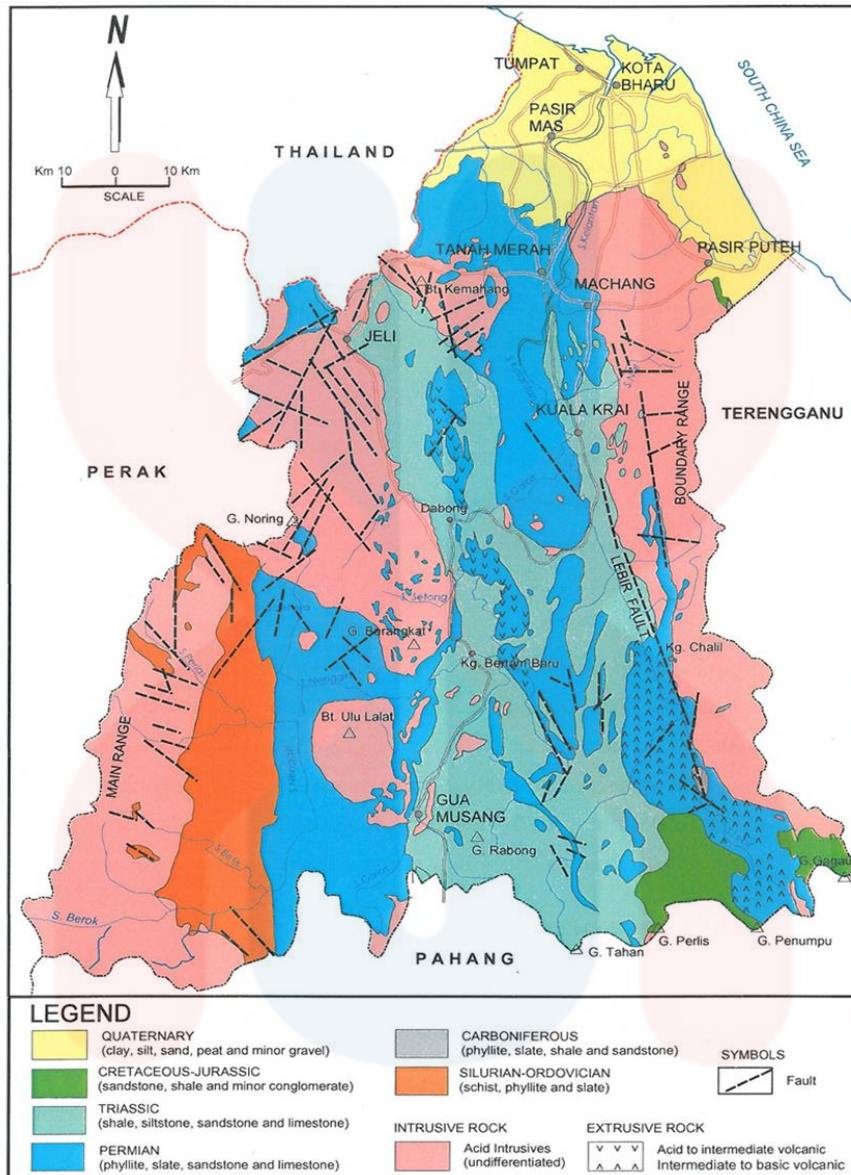 N
Km 10 0 10 Km
SCALE
THAILAND
TUMPAT
KOTA
BHARU
PASIR
MAS
SOUTH CHINA SEA
TANAH MERAH
S.Kelantan
PASIR PUTEH
Bt. Kemahang
MACHANG
JELI
KUALA KRAI
TERENGGANU
BOUNDARY RANGE
PERAK
G. Noring
Dabong
LEBIR FAULT
S. Setong
G. Berangkat
Kg. Chalil
Kg. Bertam Baru
S.Nenggiri
Bt. Ulu Lalat
MAIN RANGE
GUA
MUSANG
G. Rabong
G. Gagau
S.Betis
S. Berok
G. Perlis
G. Penumpu
G. Tahan
PAHANG
LEGEND
QUATERNARY
(clay, silt, sand, peat and minor gravel)
CRETACEOUS-JURASSIC
(sandstone, shale and minor conglomerate)
TRIASSIC
(shale, siltstone, sandstone and limestone)
PERMIAN
(phyllite, slate, sandstone and limestone)
CARBONIFEROUS
(phyllite, slate, shale and sandstone)
SILURIAN-ORDOVICIAN
(schist, phyllite and slate)
INTRUSIVE ROCK
Acid Intrusives
(undifferentiated)
SYMBOLS
Fault
EXTRUSIVE ROCK
Acid to intermediate volcanic
Intermediate to basic volcanic